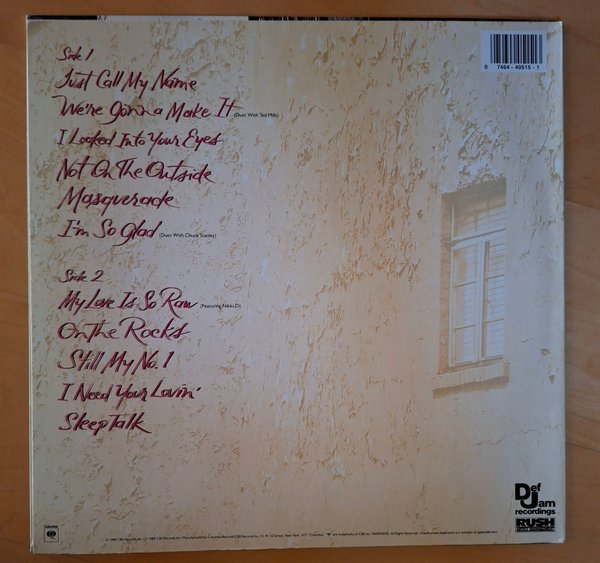 Side 1
Just Call My Name
We're gonna Make It (Duet With Ted Mills)
I Looked Into Your Eyes
Not On The Outside
Masquerade
I'm So Glad (Duet With Chuck Stanley)
Side 2
My Love Is So Raw (Featuring Nikki-D)
On The Rocks
Still My No. 1
I Need Your Lovin'
Sleep Talk
0 7464-40515-1
Def
Jam
recordings
RUSH
Columbia